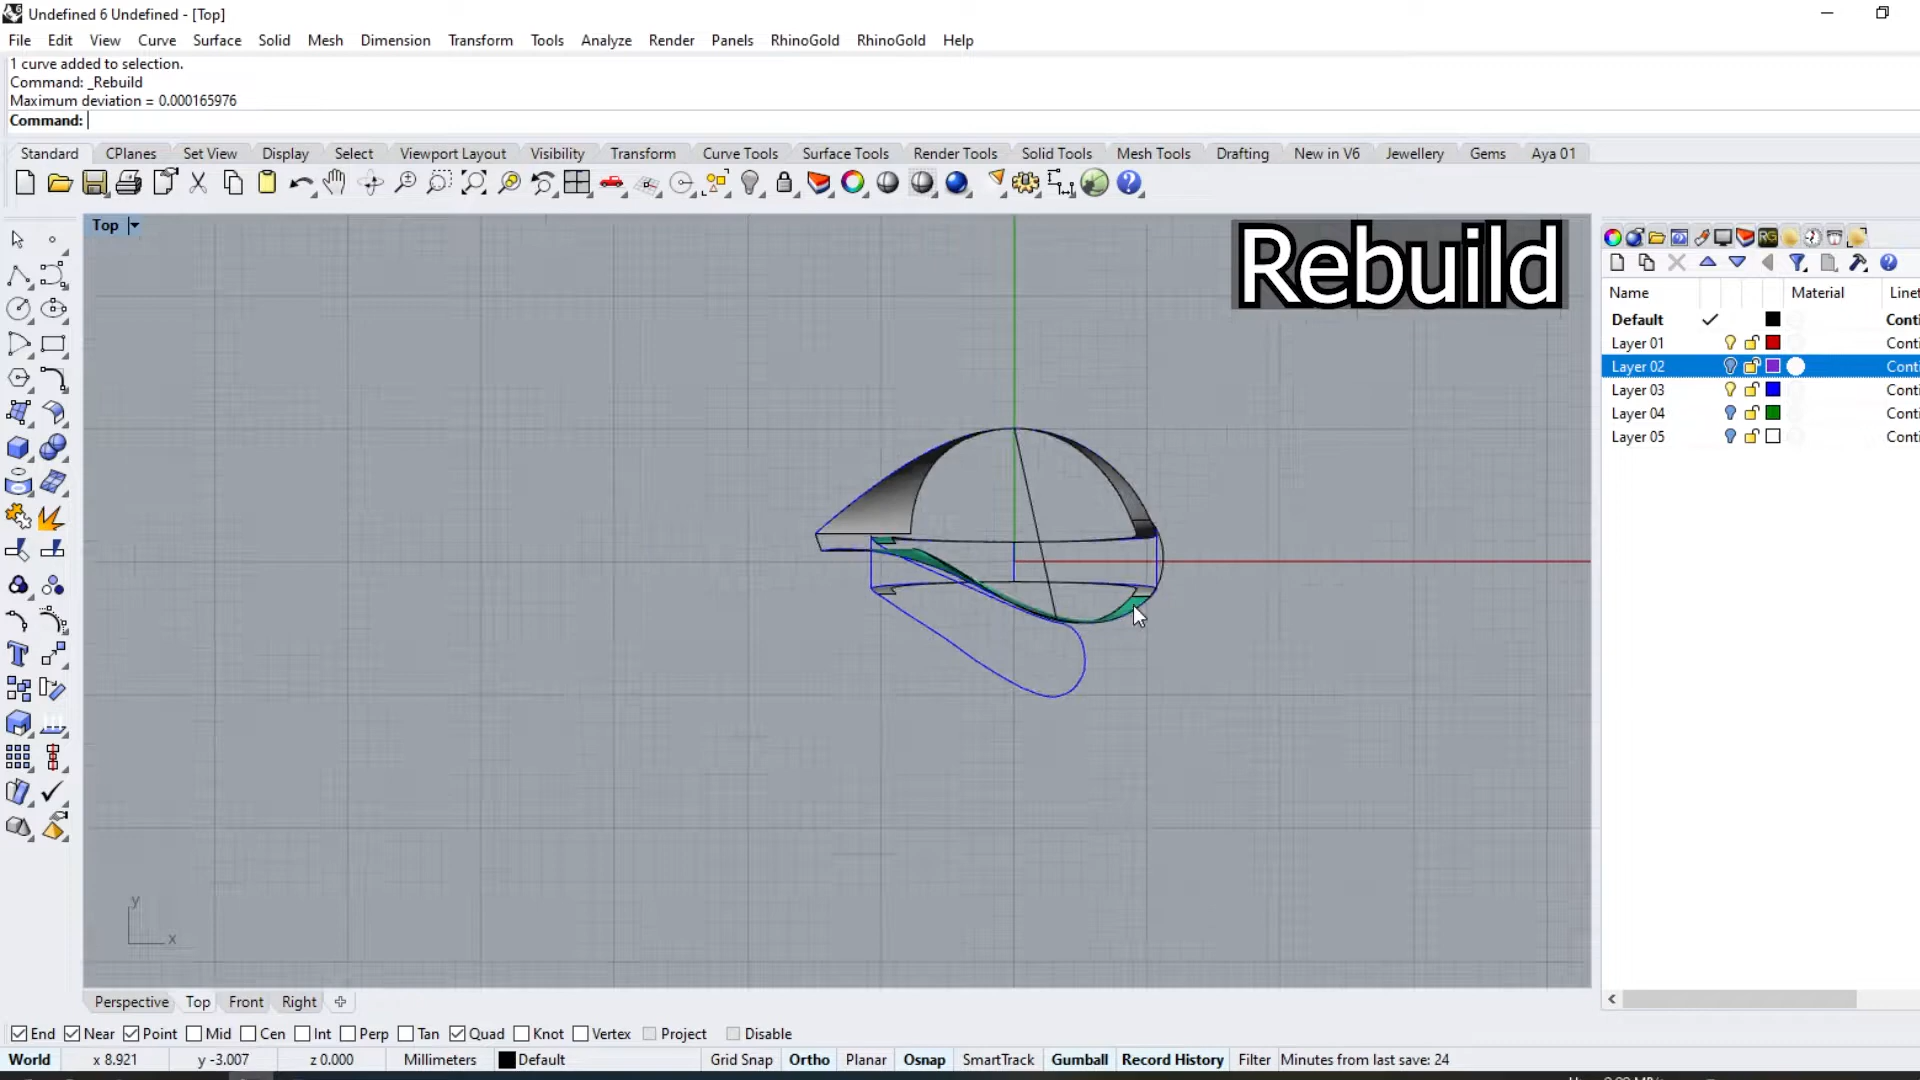 Undefined 6 Undefined - [Top]
File Edit View Curve Surface Solid Mesh Dimension Transform Tools Analyze Render Panels RhinoGold RhinoGold Help
1 curve added to selection.
Command: _Rebuild
Maximum deviation = 0.000165976
Command:
Standard CPlanes Set View Display Select Viewport Layout Visibility Transform Curve Tools Surface Tools Render Tools Solid Tools Mesh Tools Drafting New in V6 Jewellery Gems Aya 01
Top
Rebuild
RG
Name Material Linet
Default Conti
Layer 01 Conti
Layer 02 Conti
Layer 03 Conti
Layer 04 Conti
Layer 05 Conti
y
x
Perspective Top Front Right
End Near Point Mid Cen Int Perp Tan Quad Knot Vertex Project Disable
World x 8.921 y -3.007 z 0.000 Millimeters Default Grid Snap Ortho Planar Osnap SmartTrack Gumball Record History Filter Minutes from last save: 24